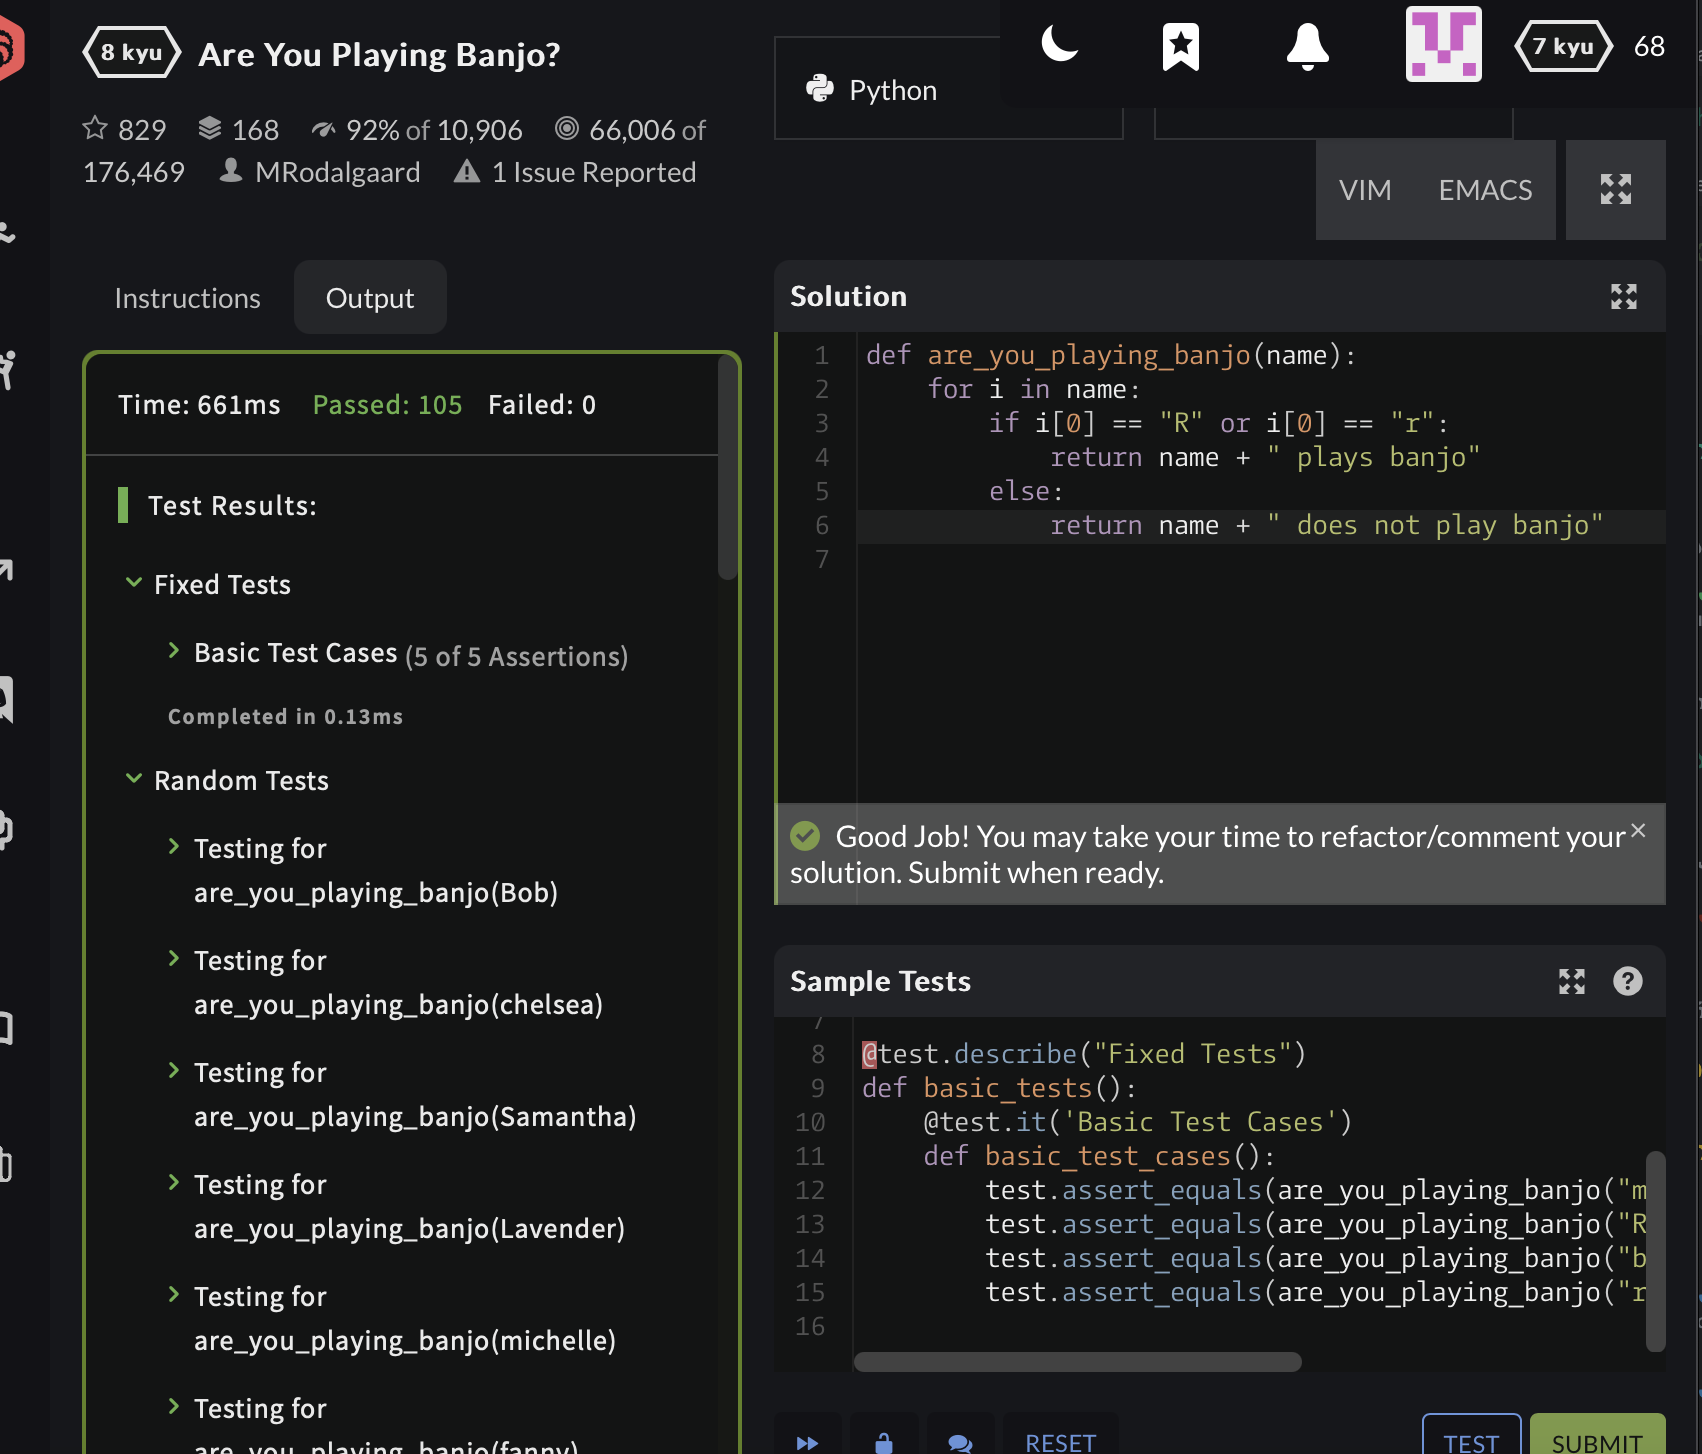 8 kyu Are You Playing Banjo?
829 168 92% of 10,906 66,006 of
176,469 MRodalgaard 1 Issue Reported
Instructions Output
Time: 661ms Passed: 105 Failed: 0
Test Results:
Fixed Tests
Basic Test Cases (5 of 5 Assertions)
Completed in 0.13ms
Random Tests
Testing for
are_you_playing_banjo(Bob)
Testing for
are_you_playing_banjo(chelsea)
Testing for
are_you_playing_banjo(Samantha)
Testing for
are_you_playing_banjo(Lavender)
Testing for
are_you_playing_banjo(michelle)
Testing for
are_you_playing_banjo(fanny)
Python
7 kyu 68
VIM EMACS
Solution
1 def are_you_playing_banjo(name):
2     for i in name:
3         if i[0] == "R" or i[0] == "r":
4             return name + " plays banjo"
5         else:
6             return name + " does not play banjo"
7
Good Job! You may take your time to refactor/comment your
solution. Submit when ready.
Sample Tests
7
8 @test.describe("Fixed Tests")
9 def basic_tests():
10     @test.it('Basic Test Cases')
11     def basic_test_cases():
12         test.assert_equals(are_you_playing_banjo("m
13         test.assert_equals(are_you_playing_banjo("R
14         test.assert_equals(are_you_playing_banjo("b
15         test.assert_equals(are_you_playing_banjo("r
16
RESET TEST SUBMIT